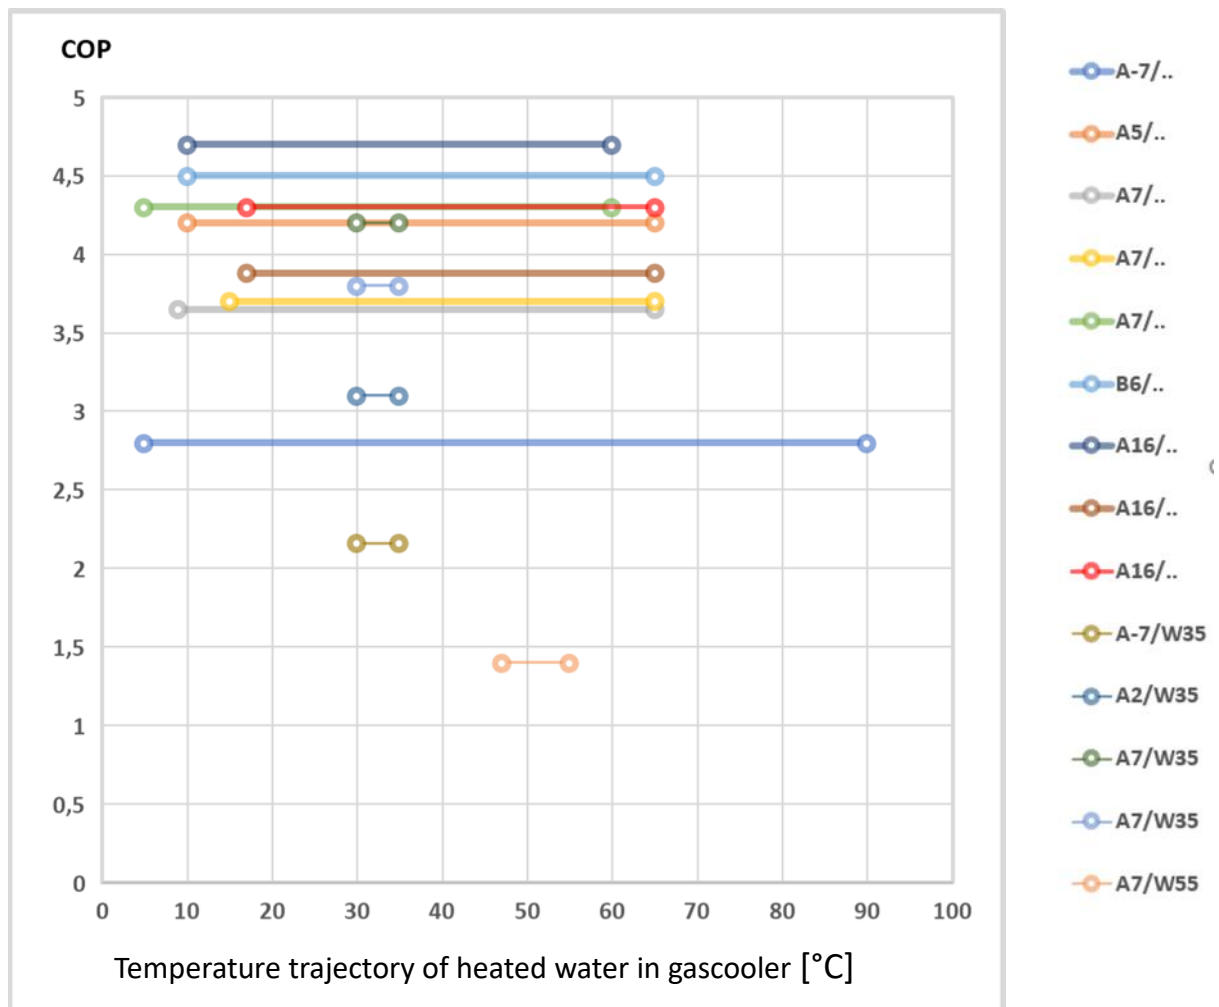 COP
5
4,5
4
3,5
3
2,5
2
1,5
1
0,5
0
0 10 20 30 40 50 60 70 80 90 100
Temperature trajectory of heated water in gascooler [°C]
A-7/..
A5/..
A7/..
A7/..
A7/..
B6/..
A16/..
A16/..
A16/..
A-7/W35
A2/W35
A7/W35
A7/W35
A7/W55